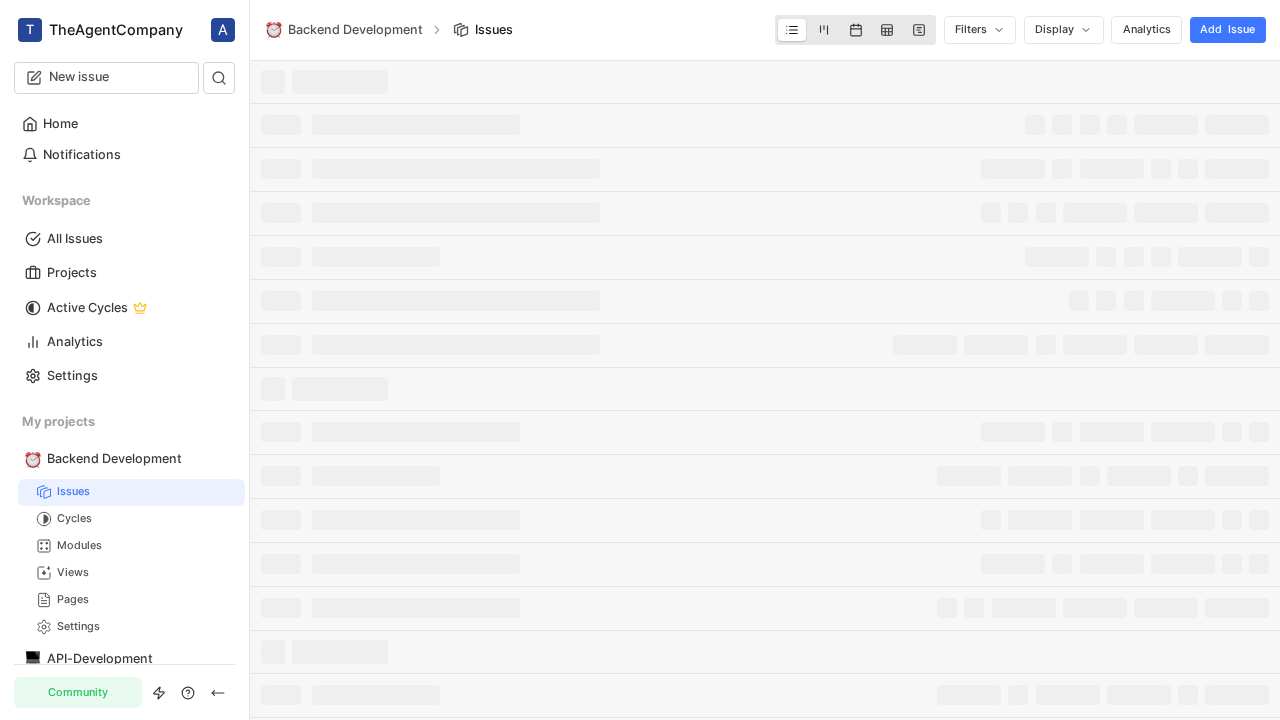 T TheAgentCompany A
New issue
Home
Notifications
Workspace
All Issues
Projects
Active Cycles
Analytics
Settings
My projects
Backend Development
Issues
Cycles
Modules
Views
Pages
Settings
API-Development
Community
Backend Development Issues Filters Display Analytics Add Issue